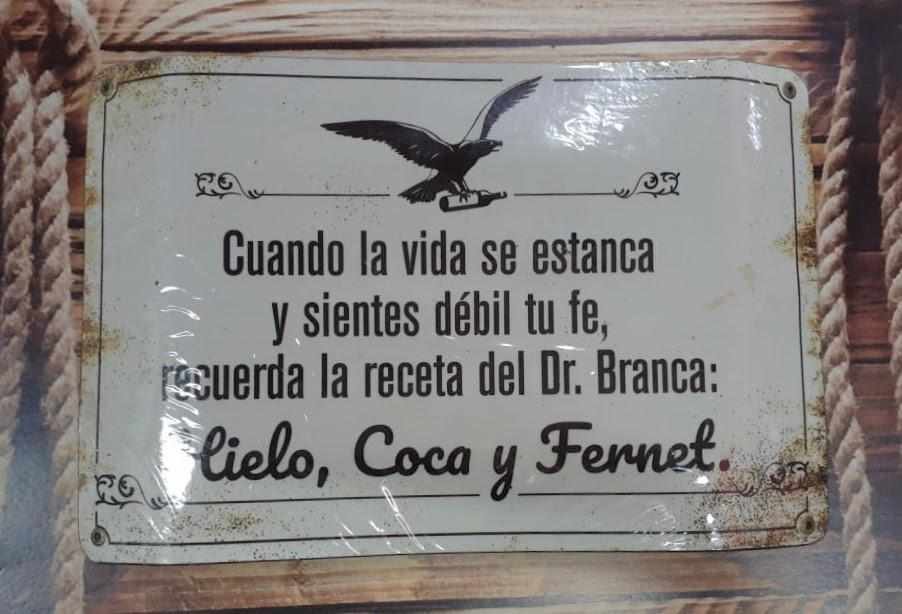 Cuando la vida se estanca
y sientes débil tu fe,
recuerda la receta del Dr. Branca:
Hielo, Coca y Fernet.